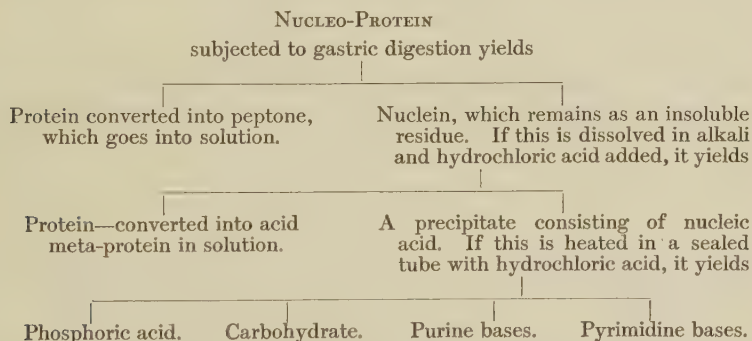 Nucleo-Protein
subjected to gastric digestion yields
Protein converted into peptone,
which goes into solution.
Nuclein, which remains as an insoluble
residue. If this is dissolved in alkali
and hydrochloric acid added, it yields
Protein—converted into acid
meta-protein in solution.
A precipitate consisting of nucleic
acid. If this is heated in a sealed
tube with hydrochloric acid, it yields
Phosphoric acid. Carbohydrate. Purine bases. Pyrimidine bases.